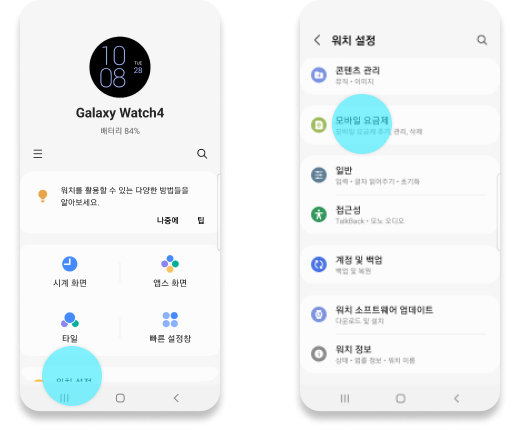 10
08
TUE
28
Galaxy Watch4
배터리 84%
워치를 활용할 수 있는 다양한 방법들을
알아보세요.
나중에 팁
시계 화면
앱스 화면
타일
빠른 설정창
워치 설정
워치 설정
콘텐츠 관리
뮤직 • 이미지
모바일 요금제
모바일 요금제 추가, 관리, 삭제
일반
입력 • 글자 읽어주기 • 초기화
접근성
TalkBack • 모노 오디오
계정 및 백업
백업 및 복원
워치 소프트웨어 업데이트
다운로드 및 설치
워치 정보
상태 • 법률 정보 • 워치 이름